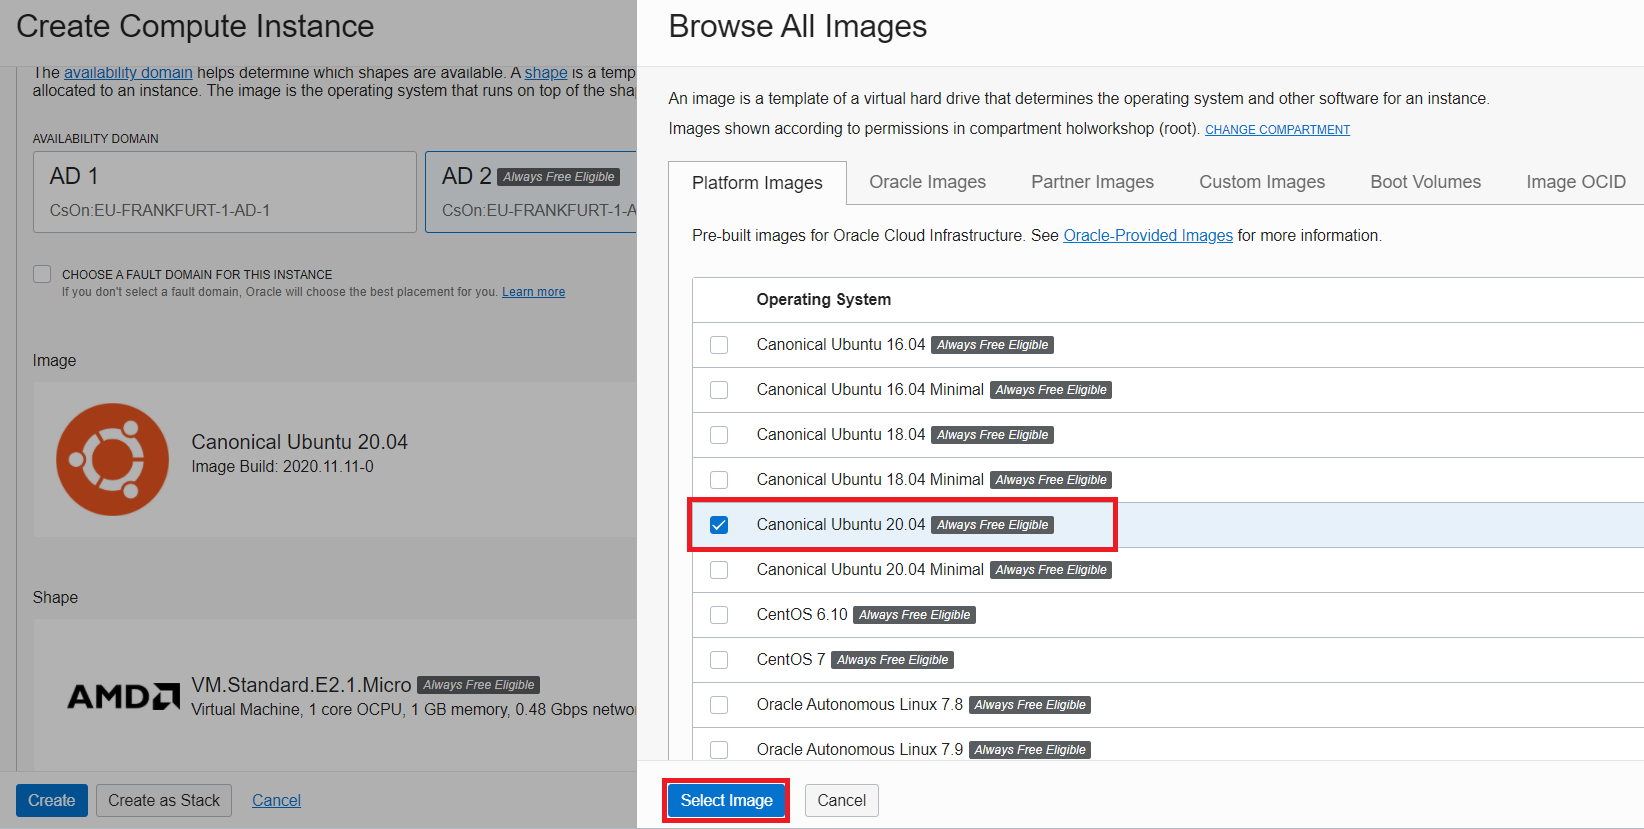 Create Compute Instance
The availability domain helps determine which shapes are available. A shape is a temp
allocated to an instance. The image is the operating system that runs on top of the sha
AVAILABILITY DOMAIN
AD 1
CsOn:EU-FRANKFURT-1-AD-1
AD 2 Always Free Eligible
CsOn:EU-FRANKFURT-1-A
CHOOSE A FAULT DOMAIN FOR THIS INSTANCE
If you don't select a fault domain, Oracle will choose the best placement for you. Learn more
Image
Canonical Ubuntu 20.04
Image Build: 2020.11.11-0
Shape
AMD
VM.Standard.E2.1.Micro Always Free Eligible
Virtual Machine, 1 core OCPU, 1 GB memory, 0.48 Gbps netwo
Create
Create as Stack
Cancel
Browse All Images
An image is a template of a virtual hard drive that determines the operating system and other software for an instance.
Images shown according to permissions in compartment holworkshop (root). CHANGE COMPARTMENT
Platform Images
Oracle Images
Partner Images
Custom Images
Boot Volumes
Image OCID
Pre-built images for Oracle Cloud Infrastructure. See Oracle-Provided Images for more information.
Operating System
Canonical Ubuntu 16.04 Always Free Eligible
Canonical Ubuntu 16.04 Minimal Always Free Eligible
Canonical Ubuntu 18.04 Always Free Eligible
Canonical Ubuntu 18.04 Minimal Always Free Eligible
Canonical Ubuntu 20.04 Always Free Eligible
Canonical Ubuntu 20.04 Minimal Always Free Eligible
CentOS 6.10 Always Free Eligible
CentOS 7 Always Free Eligible
Oracle Autonomous Linux 7.8 Always Free Eligible
Oracle Autonomous Linux 7.9 Always Free Eligible
Select Image
Cancel